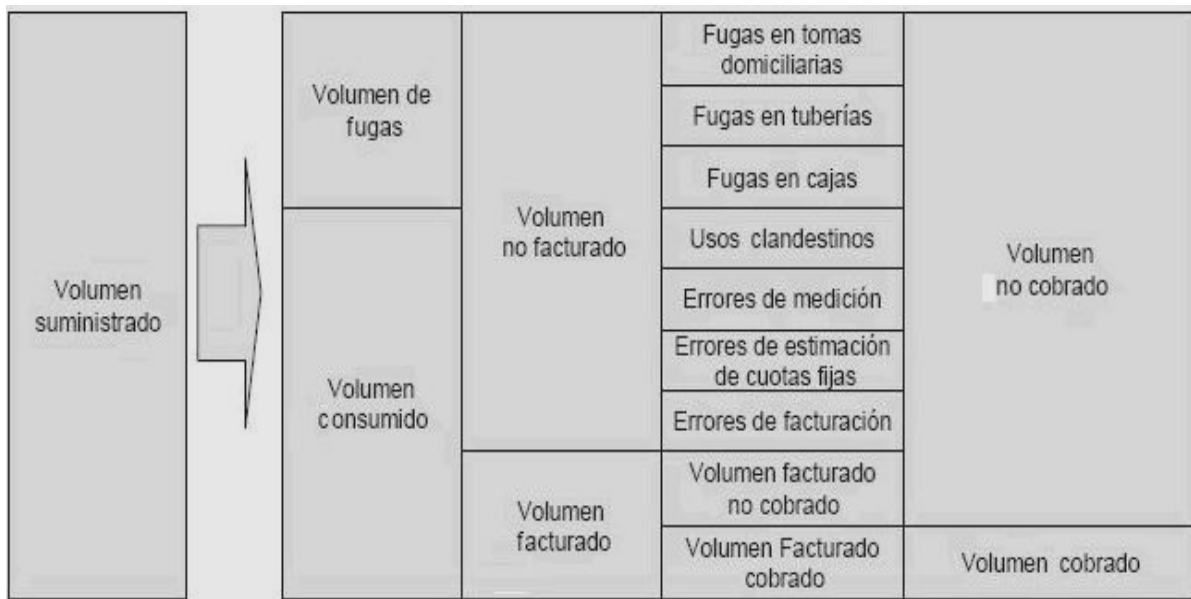 Volumen
suministrado
Volumen de
fugas
Volumen
consumido
Volumen
no facturado
Volumen
facturado
Fugas en tomas
domiciliarias
Fugas en tuberías
Fugas en cajas
Usos clandestinos
Errores de medición
Errores de estimación
de cuotas fijas
Errores de facturación
Volumen facturado
no cobrado
Volumen Facturado
cobrado
Volumen
no cobrado
Volumen cobrado